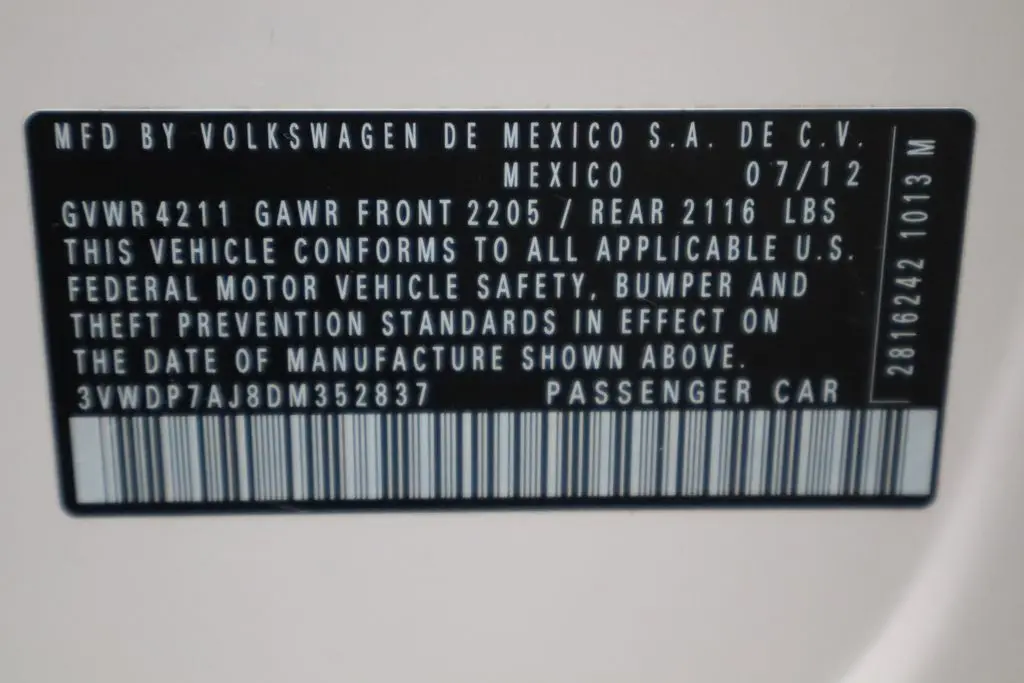 MFD BY VOLKSWAGEN DE MEXICO S.A. DE C.V.
MEXICO 07/12
GVWR 4211 GAWR FRONT 2205 / REAR 2116 LBS
THIS VEHICLE CONFORMS TO ALL APPLICABLE U.S.
FEDERAL MOTOR VEHICLE SAFETY, BUMPER AND
THEFT PREVENTION STANDARDS IN EFFECT ON
THE DATE OF MANUFACTURE SHOWN ABOVE.
3VWDP7AJ8DM352837 PASSENGER CAR
2816242 1013 M